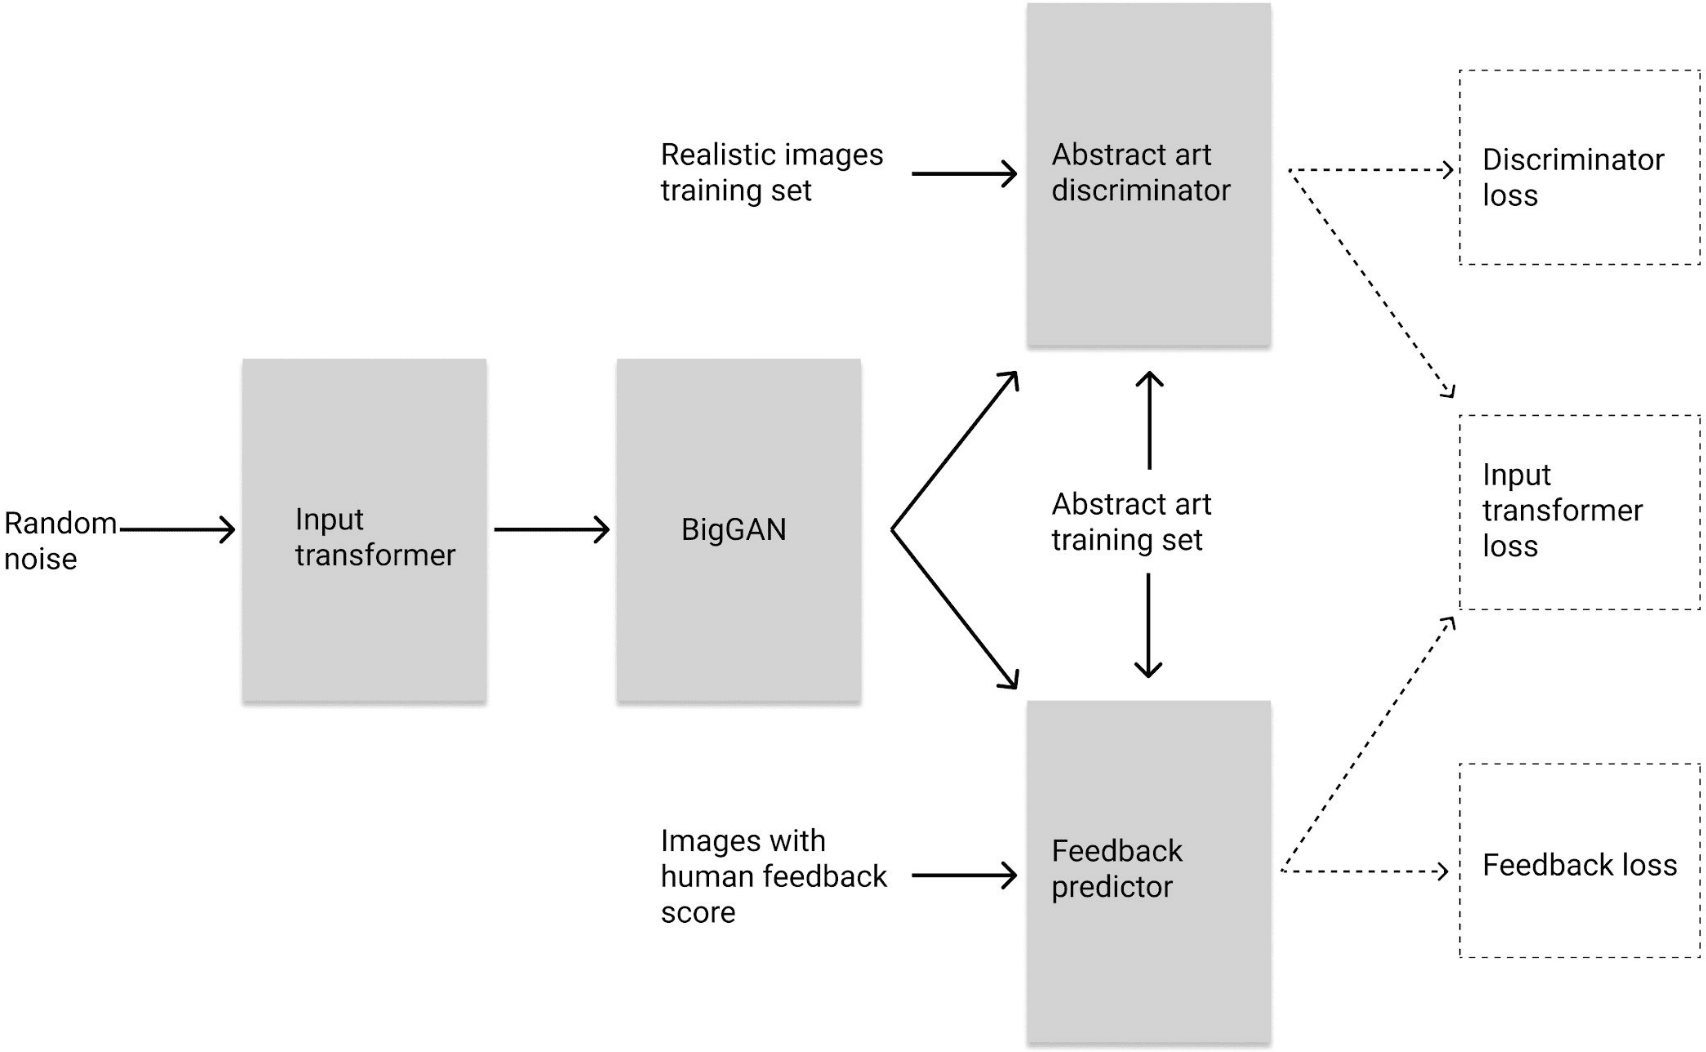 Realistic images
training set
Abstract art
discriminator
Discriminator
loss
Random
noise
Input
transformer
BigGAN
Abstract art
training set
Input
transformer
loss
Images with
human feedback
score
Feedback
predictor
Feedback loss